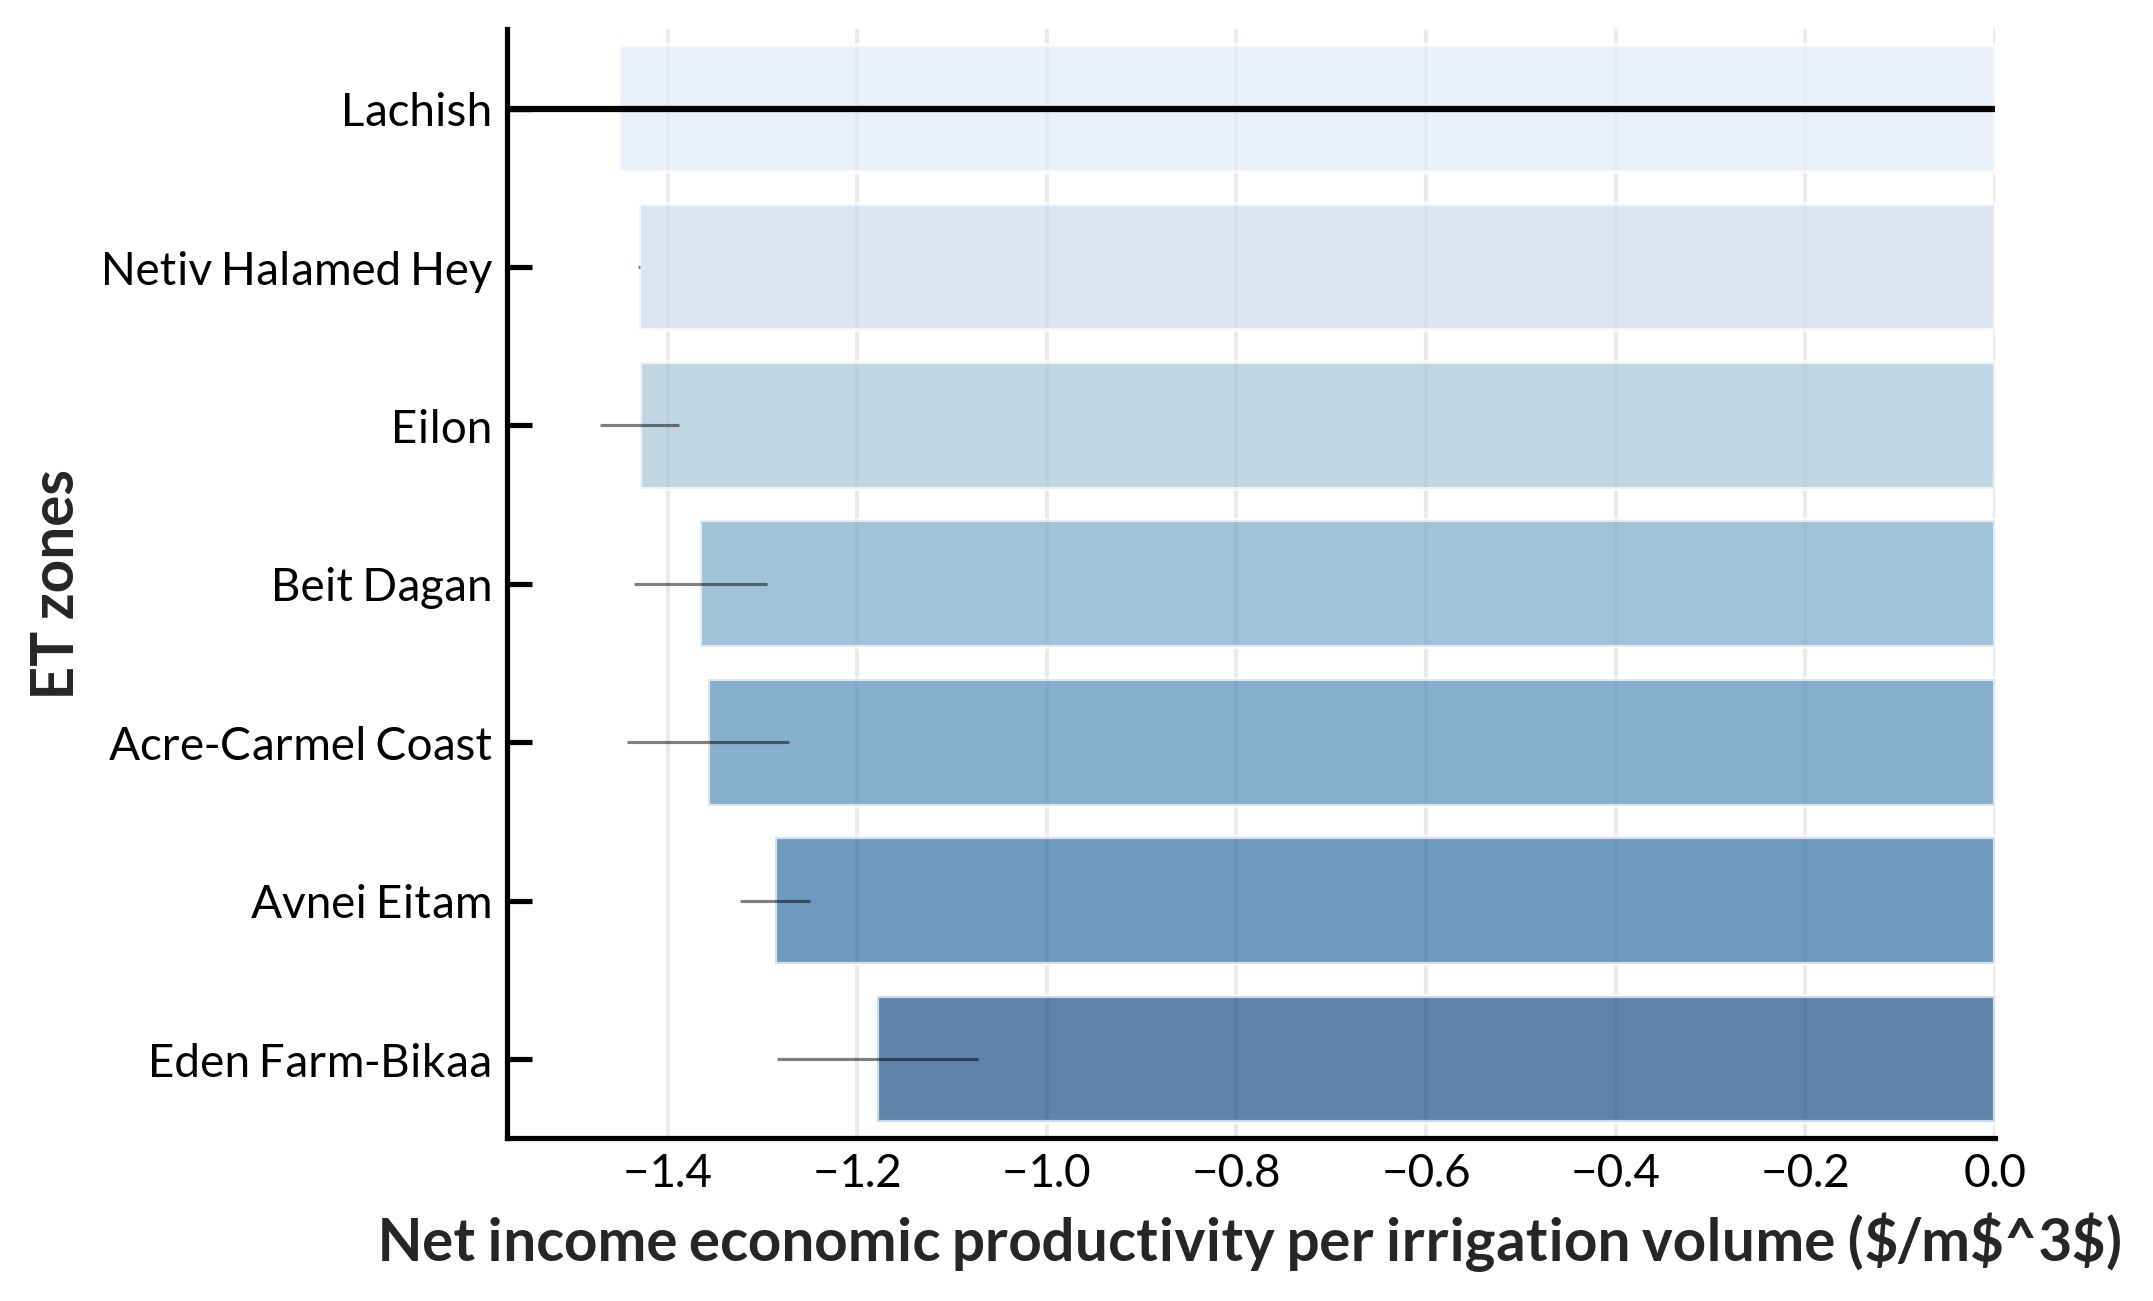 Lachish
Netiv Halamed Hey
Eilon
Beit Dagan
Acre-Carmel Coast
Avnei Eitam
Eden Farm-Bikaa
ET zones
−1.4 −1.2 −1.0 −0.8 −0.6 −0.4 −0.2 0.0
Net income economic productivity per irrigation volume ($/m$^3$)